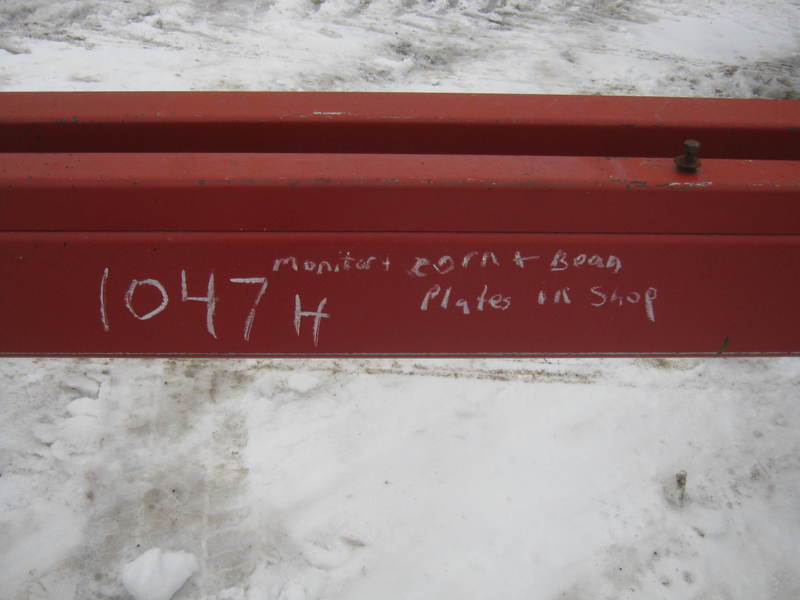 1047H
Monitor + corn + Bean
Plates in Shop